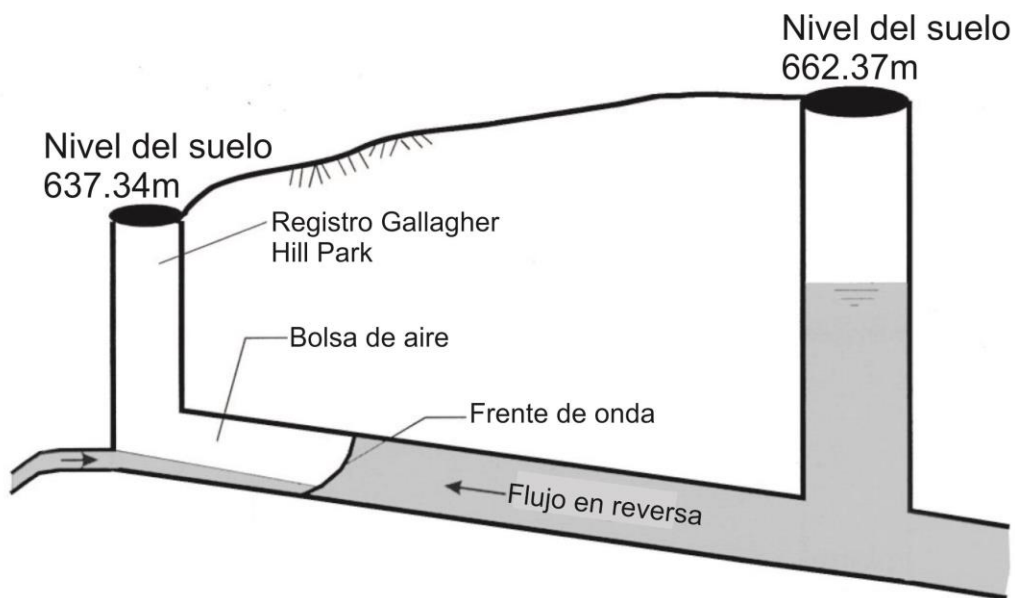 Nivel del suelo
662.37m
Nivel del suelo
637.34m
Registro Gallagher
Hill Park
Bolsa de aire
Frente de onda
Flujo en reversa